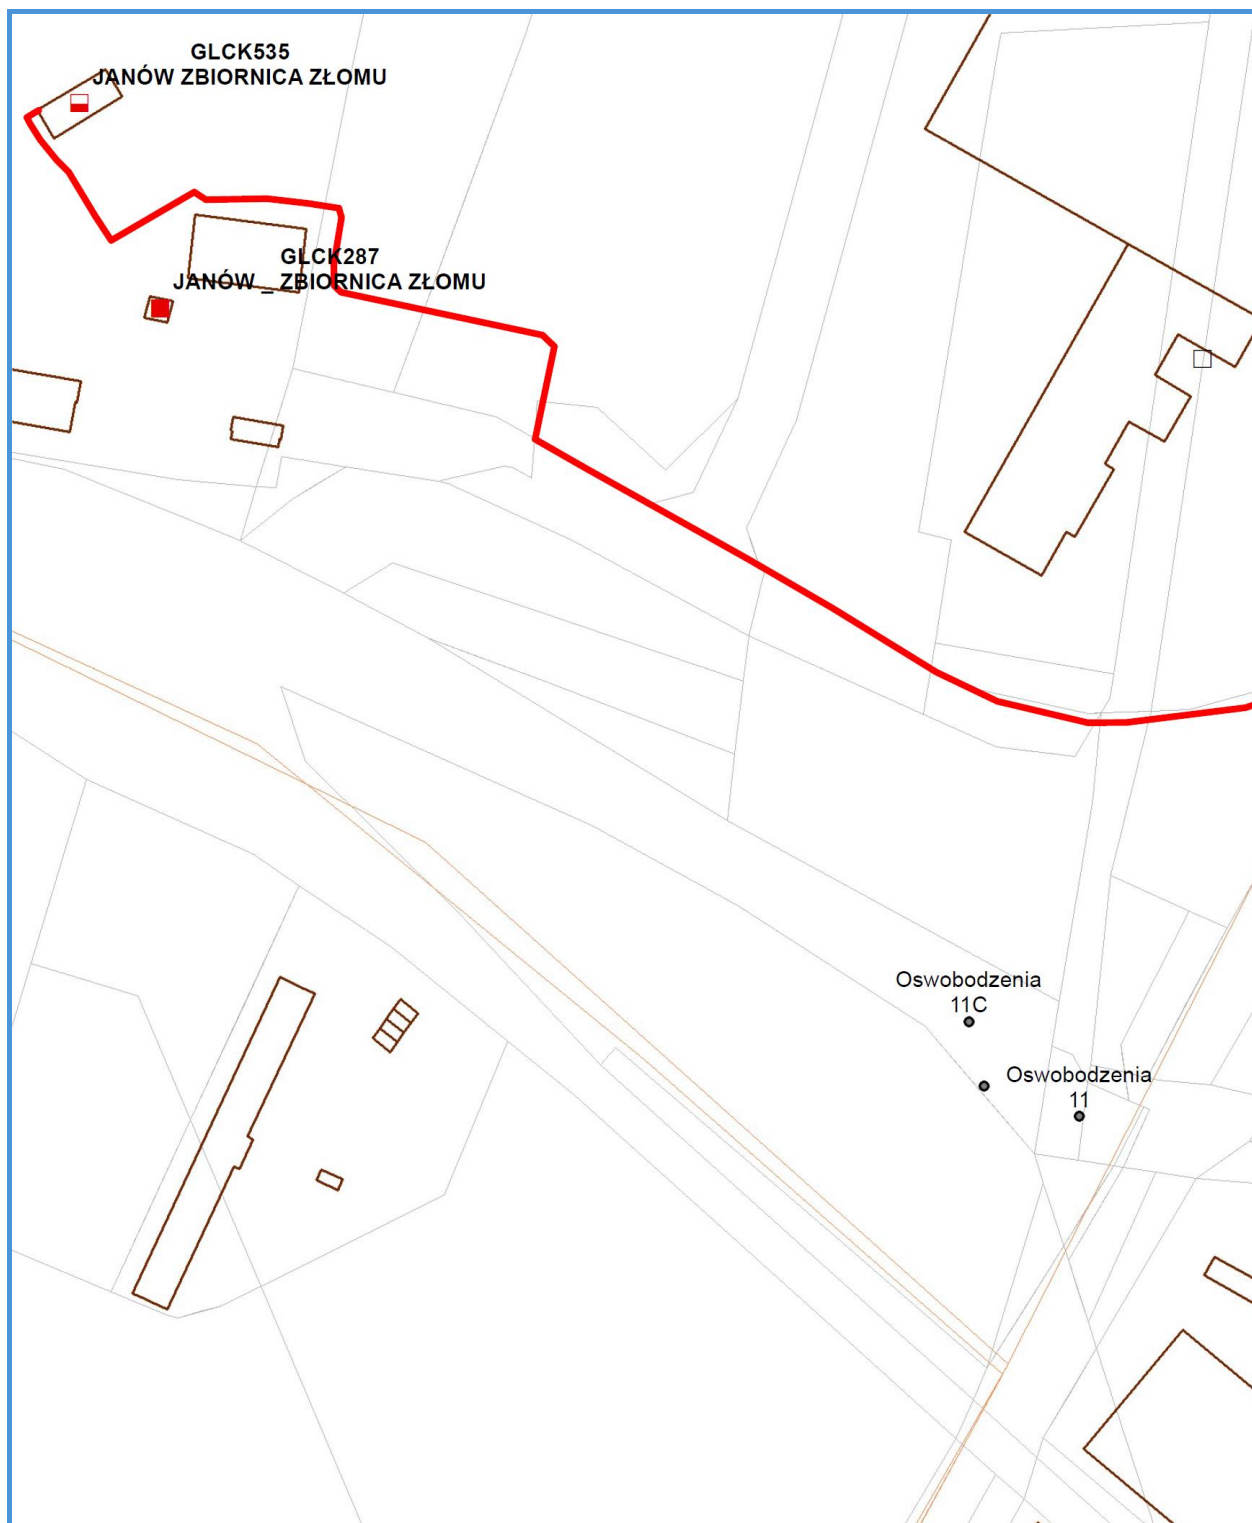 GLCK535
JANÓW ZBIORNICA ZŁOMU
GLCK287
JANÓW _ ZBIORNICA ZŁOMU
Oswobodzenia
11C
Oswobodzenia
11